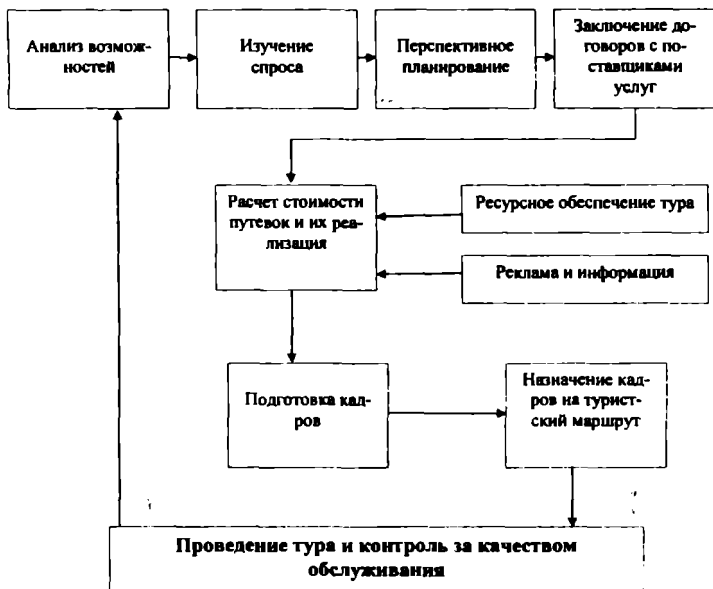 Анализ возмож-
ностей
Изучение
спроса
Перспективное
планирование
Заключение до-
говоров с по-
ставщиками
услуг
Расчет стоимости
путевок и их реа-
лизация
Ресурсное обеспечение тура
Реклама и информация
Подготовка кад-
ров
Назначение кад-
ров на турист-
ский маршрут
Проведение тура и контроль за качеством
обслуживания